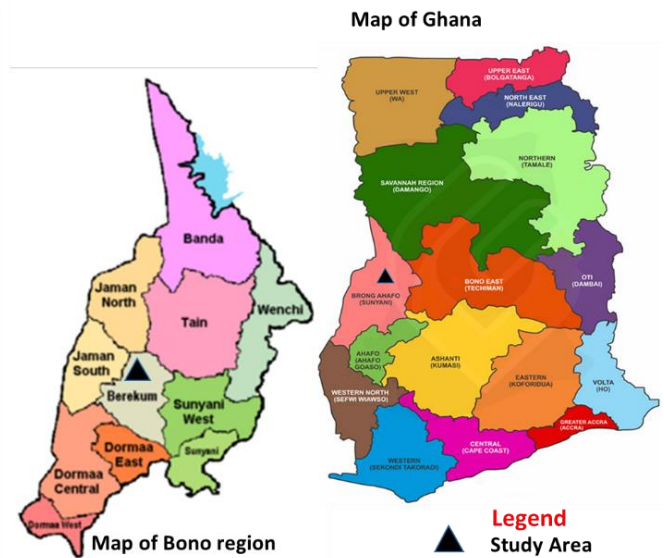 Map of Ghana
UPPER EAST
(BOLGATANGA)
UPPER WEST
(WA)
NORTH EAST
(NALERIGU)
NORTHERN
(TAMALE)
SAVANNAH REGION
(DAMANGO)
OTI
(DAMBAI)
BONO EAST
(TECHIMAN)
BRONG AHAFO
(SUNYANI)
AHAFO
(AHAFO
GOASO)
ASHANTI
(KUMASI)
EASTERN
(KOFORIDUA)
VOLTA
(HO)
WESTERN NORTH
(SEFWI WIAWSO)
GREATER ACCRA
(ACCRA)
CENTRAL
(CAPE COAST)
WESTERN
(SEKONDI TAKORADI)
Banda
Jaman
North
Tain
Wenchi
Jaman
South
Berekum
Sunyani
West
Dormaa
East
Sunyani
Dormaa
Central
Dormaa West
Map of Bono region
Legend
Study Area